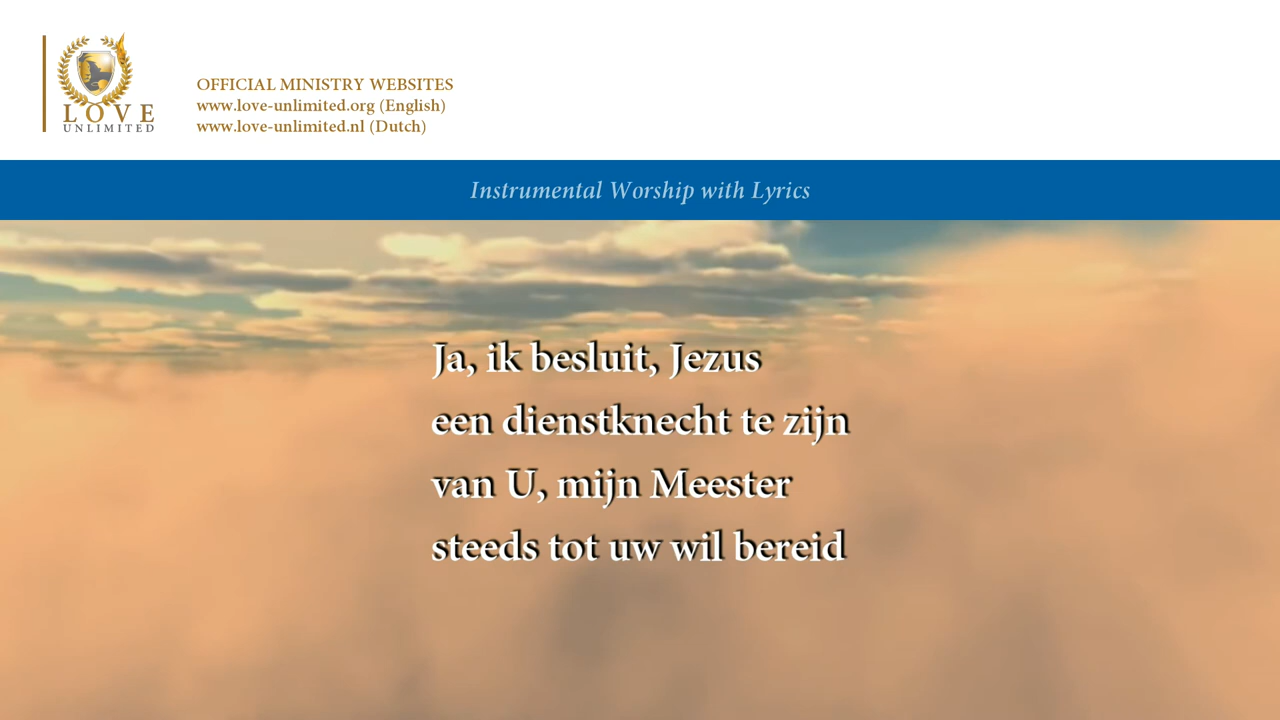 LOVE
UNLIMITED
OFFICIAL MINISTRY WEBSITES
www.love-unlimited.org (English)
www.love-unlimited.nl (Dutch)
Instrumental Worship with Lyrics
Ja, ik besluit, Jezus
een dienstknecht te zijn
van U, mijn Meester
steeds tot uw wil bereid